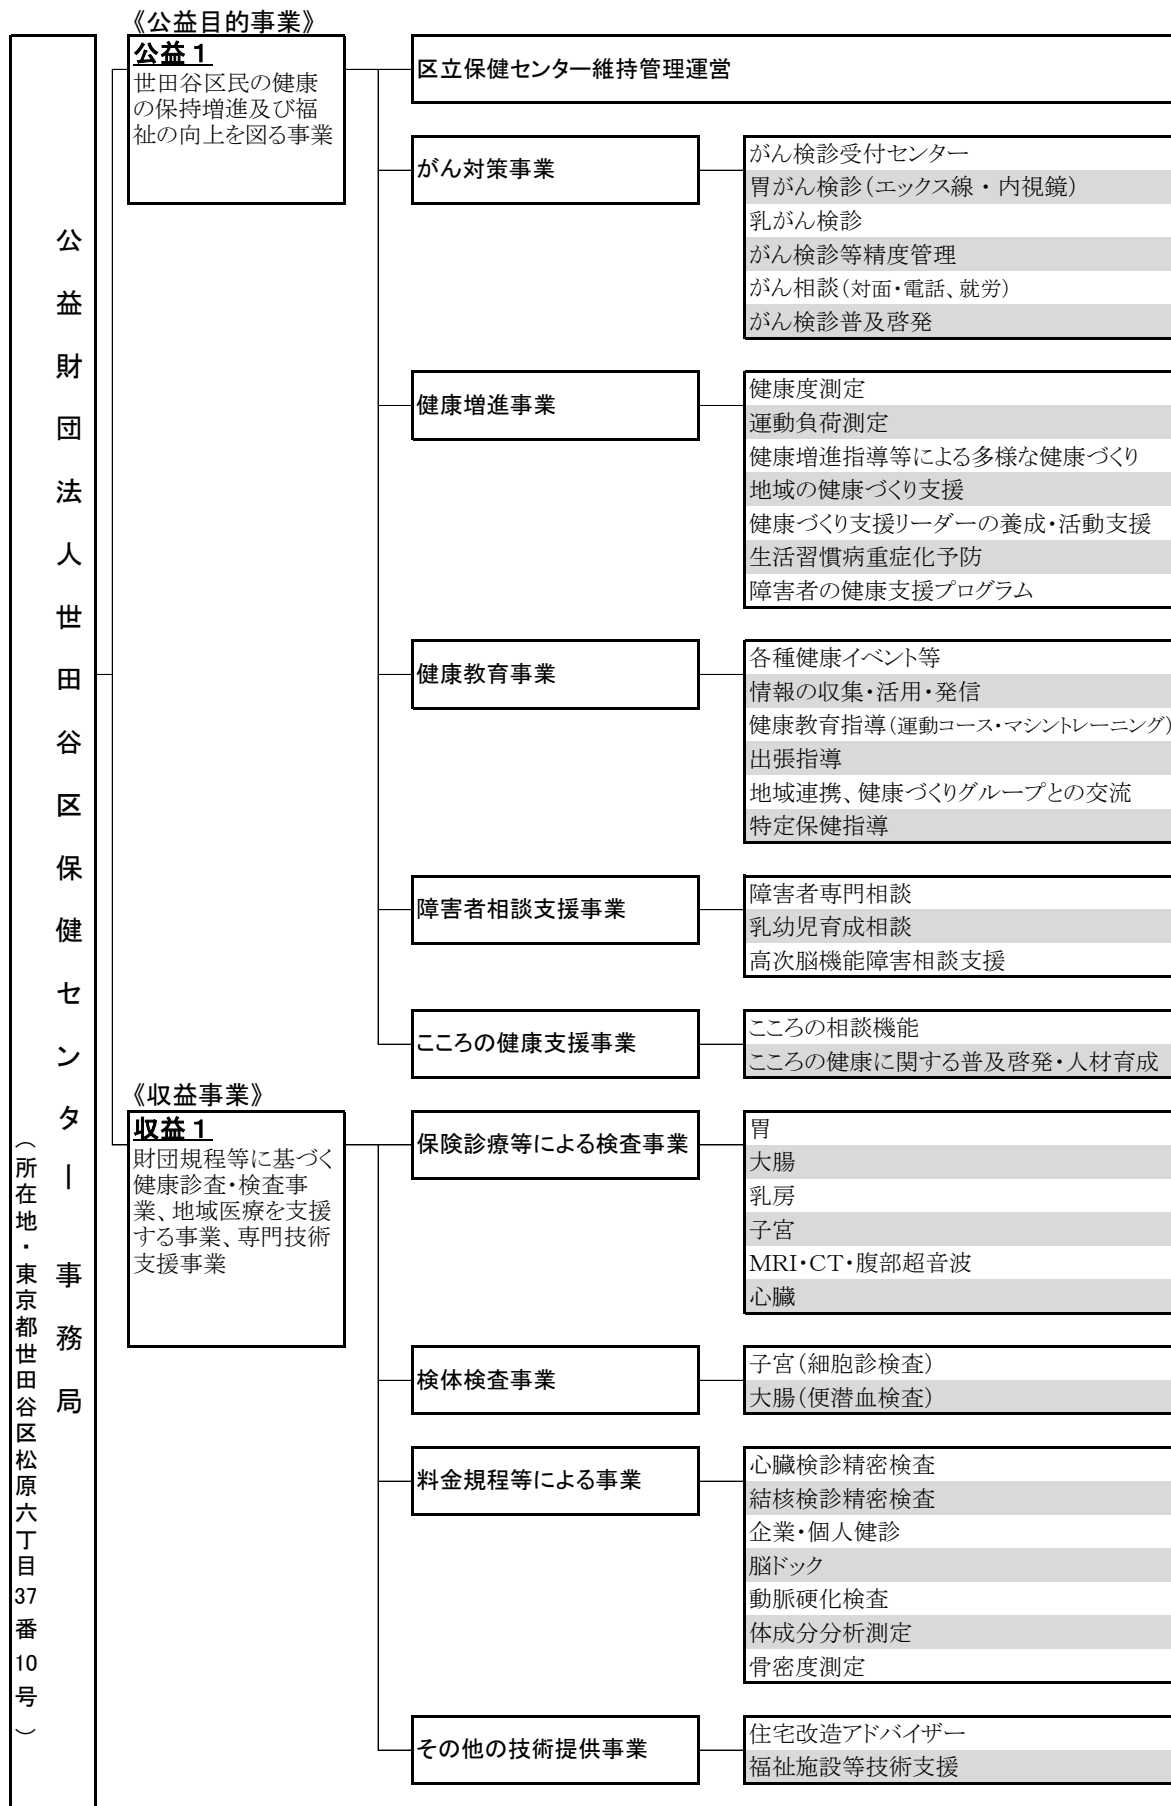 公益財団法人世田谷区保健センター事務局
（所在地・東京都世田谷区松原六丁目37番10号）
《公益目的事業》
公益１
世田谷区民の健康
の保持増進及び福
祉の向上を図る事業
区立保健センター維持管理運営
がん対策事業
がん検診受付センター
胃がん検診（エックス線・内視鏡）
乳がん検診
がん検診等精度管理
がん相談（対面・電話、就労）
がん検診普及啓発
健康増進事業
健康度測定
運動負荷測定
健康増進指導等による多様な健康づくり
地域の健康づくり支援
健康づくり支援リーダーの養成・活動支援
生活習慣病重症化予防
障害者の健康支援プログラム
健康教育事業
各種健康イベント等
情報の収集・活用・発信
健康教育指導（運動コース・マシントレーニング）
出張指導
地域連携、健康づくりグループとの交流
特定保健指導
障害者相談支援事業
障害者専門相談
乳幼児育成相談
高次脳機能障害相談支援
こころの健康支援事業
こころの相談機能
こころの健康に関する普及啓発・人材育成
《収益事業》
収益１
財団規程等に基づく
健康診査・検査事
業、地域医療を支援
する事業、専門技術
支援事業
保険診療等による検査事業
胃
大腸
乳房
子宮
MRI・CT・腹部超音波
心臓
検体検査事業
子宮（細胞診検査）
大腸（便潜血検査）
料金規程等による事業
心臓検診精密検査
結核検診精密検査
企業・個人健診
脳ドック
動脈硬化検査
体成分分析測定
骨密度測定
その他の技術提供事業
住宅改造アドバイザー
福祉施設等技術支援